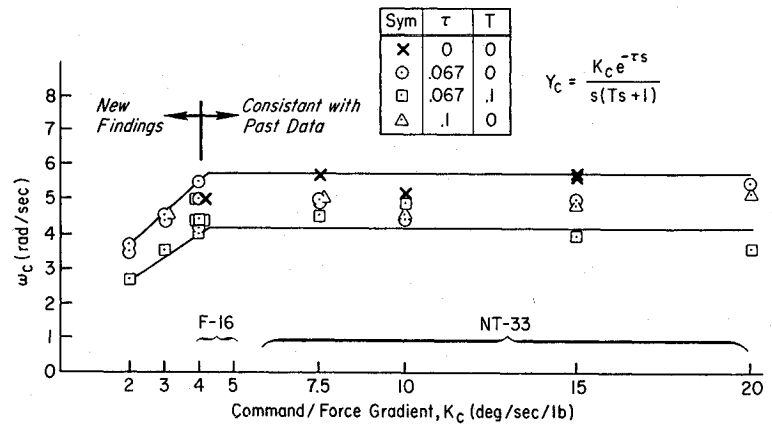 Sym τ T
× 0 0
⊙ .067 0
⊡ .067 .1
△ .1 0
Y_C = K_C e^{-τs} / s(Ts+1)
New Findings
Consistant with Past Data
ω_C (rad/sec)
8
7
6
5
4
3
2
1
0
F-16
NT-33
2 3 4 5 7.5 10 15 20
Command/Force Gradient, K_C (deg/sec/lb)